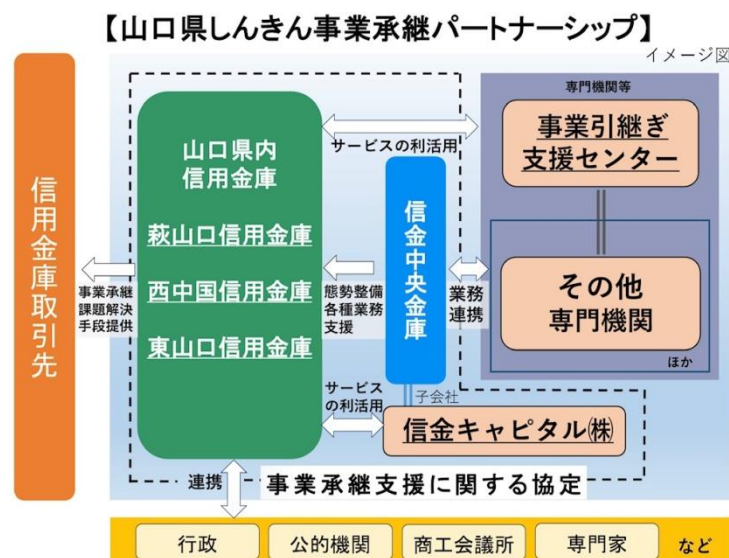 【山口県しんきん事業承継パートナーシップ】
イメージ図
信用金庫取引先
事業承継
課題解決
手段提供
山口県内
信用金庫
萩山口信用金庫
西中国信用金庫
東山口信用金庫
サービスの利活用
信金中央金庫
態勢整備
各種業務
支援
業務
連携
専門機関等
事業引継ぎ
支援センター
その他
専門機関
ほか
サービス
の利活用
子会社
信金キャピタル㈱
連携
事業承継支援に関する協定
行政
公的機関
商工会議所
専門家
など